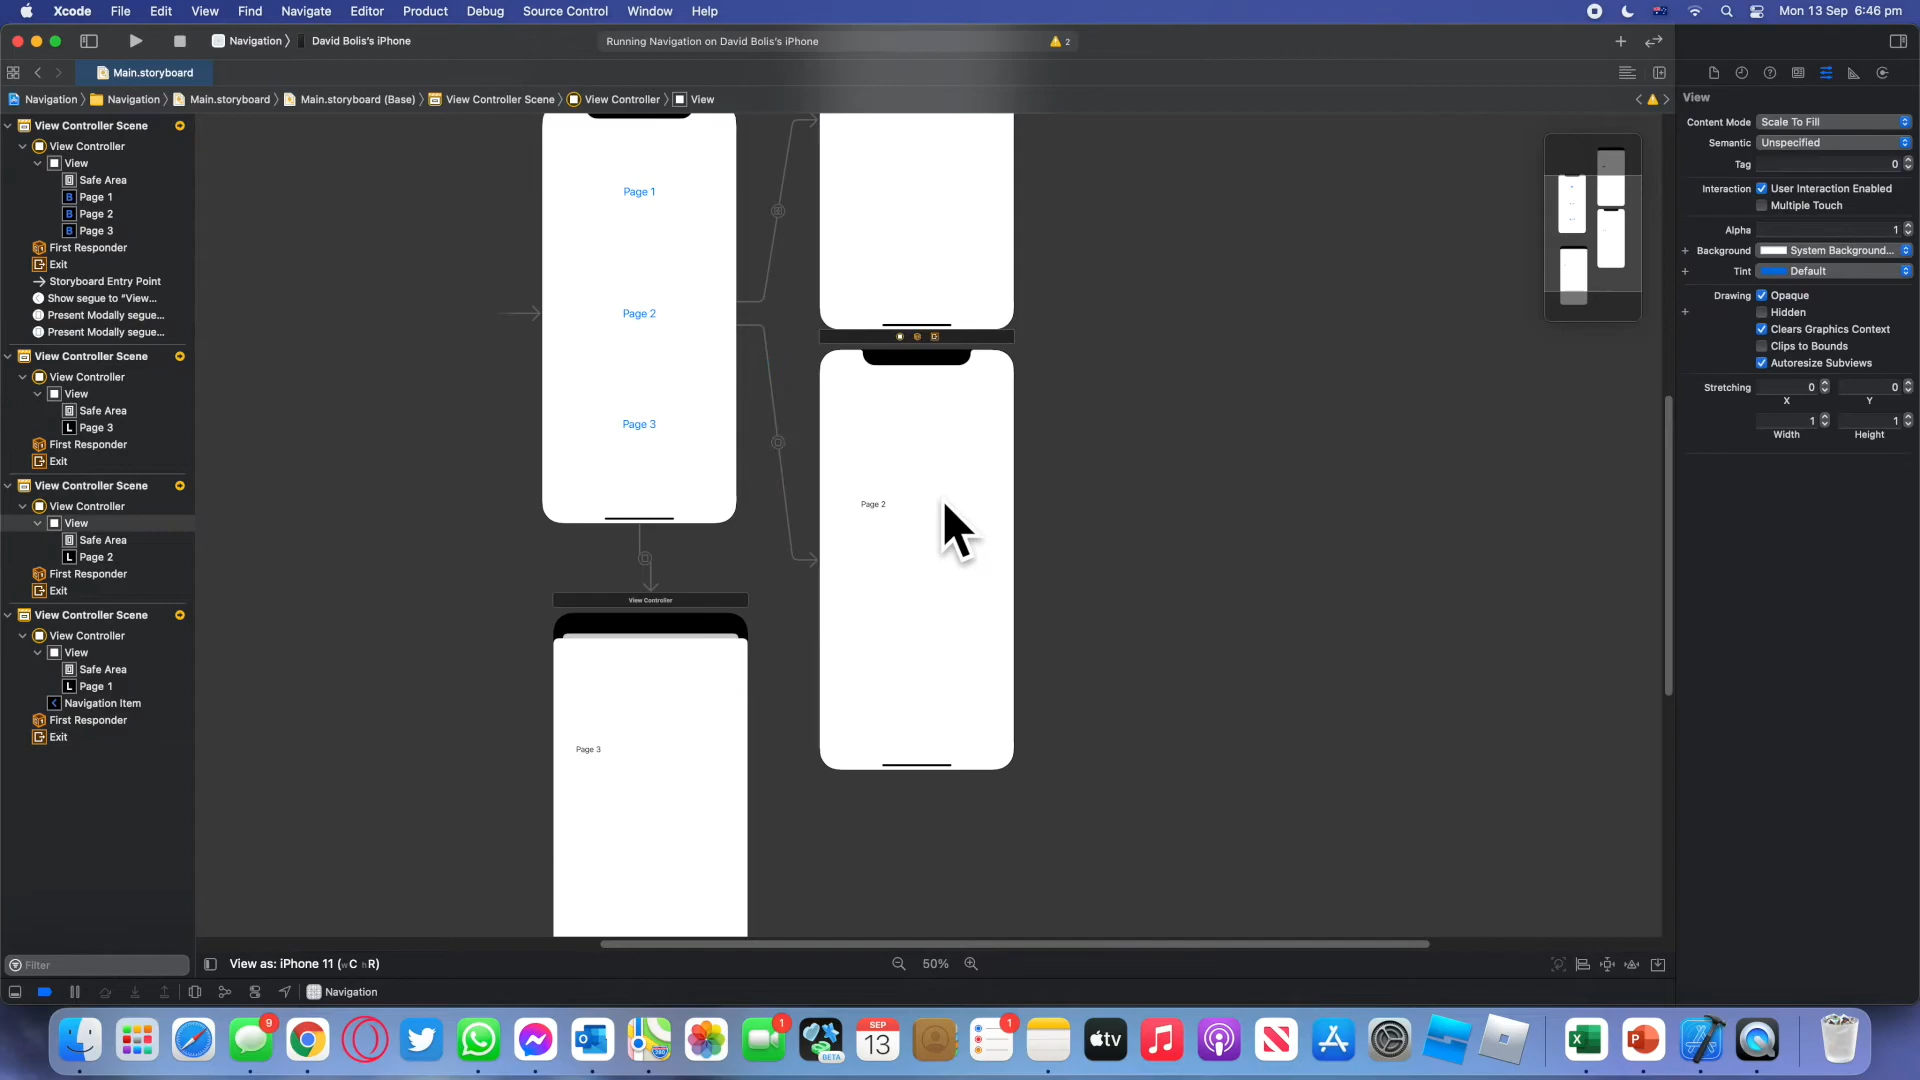 Xcode File Edit View Find Navigate Editor Product Debug Source Control Window Help
Mon 13 Sep 6:46 pm
Navigation David Bolis's iPhone
Running Navigation on David Bolis's iPhone
2
Main.storyboard
Navigation Navigation Main.storyboard Main.storyboard (Base) View Controller Scene View Controller View
View Controller Scene
View Controller
View
Safe Area
B Page 1
B Page 2
B Page 3
First Responder
Exit
Storyboard Entry Point
Show segue to “View...
Present Modally segue...
Present Modally segue...
View Controller Scene
View Controller
View
Safe Area
L Page 3
First Responder
Exit
View Controller Scene
View Controller
View
Safe Area
L Page 2
First Responder
Exit
View Controller Scene
View Controller
View
Safe Area
L Page 1
Navigation Item
First Responder
Exit
Filter
Page 1
Page 2
Page 3
Page 2
View Controller
Page 3
View as: iPhone 11 (wC hR)
50%
Navigation
View
Content Mode Scale To Fill
Semantic Unspecified
Tag 0
Interaction User Interaction Enabled
Multiple Touch
Alpha 1
Background System Background...
Tint Default
Drawing Opaque
Hidden
Clears Graphics Context
Clips to Bounds
Autoresize Subviews
Stretching 0 0
X Y
1 1
Width Height
9
1
BETA
SEP
13
1
tv